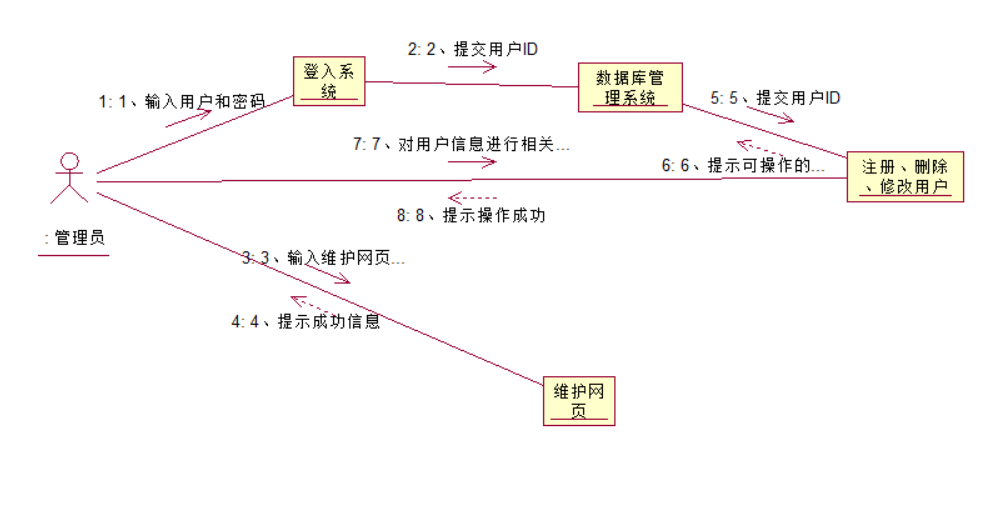 2: 2、提交用户ID
登入系
统
数据库管
理系统
1: 1、输入用户和密码
5: 5、提交用户ID
7: 7、对用户信息进行相关...
6: 6、提示可操作的...
注册、删除
、修改用户
8: 8、提示操作成功
: 管理员
3: 3、输入维护网页...
4: 4、提示成功信息
维护网
页